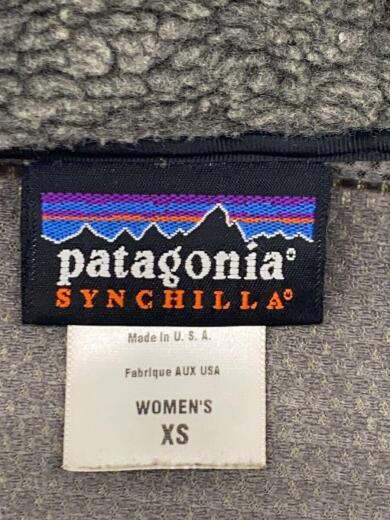 patagonia®
SYNCHILLA®
Made in U. S. A.
Fabrique AUX USA
WOMEN'S
XS